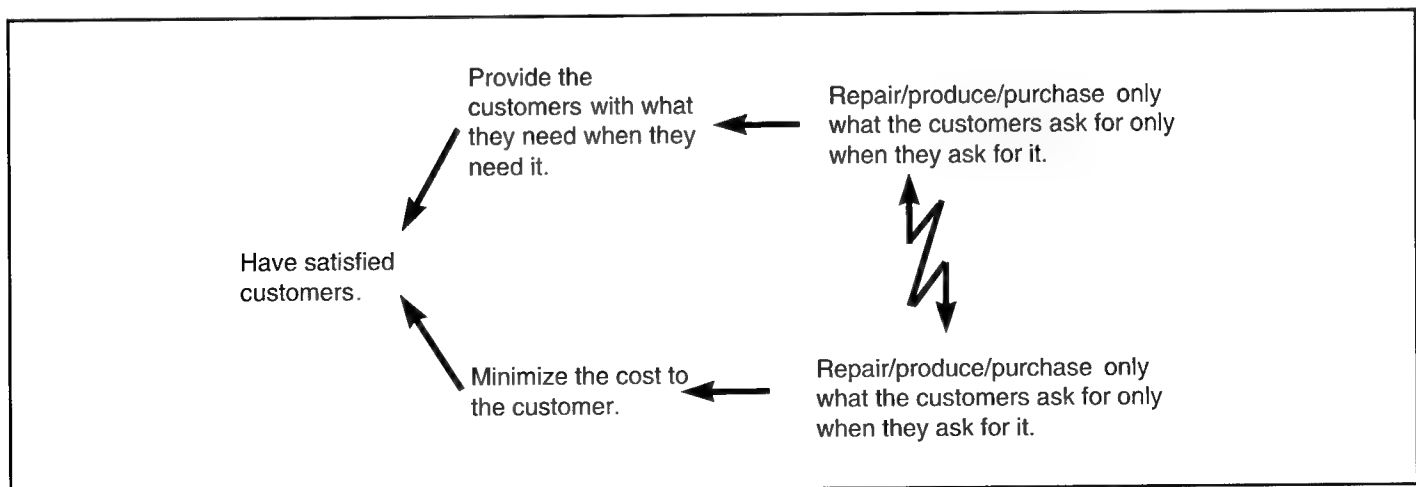 Provide the
customers with what
they need when they
need it.
Repair/produce/purchase only
what the customers ask for only
when they ask for it.
Have satisfied
customers.
Minimize the cost to
the customer.
Repair/produce/purchase only
what the customers ask for only
when they ask for it.